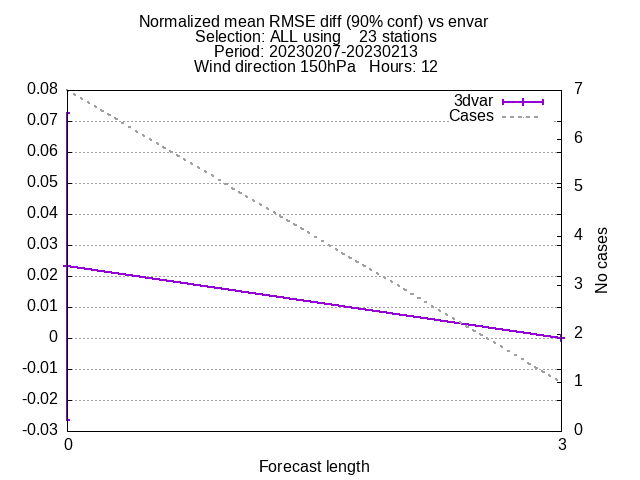 Normalized mean RMSE diff (90% conf) vs envar
Selection: ALL using    23 stations
Period: 20230207-20230213
Wind direction 150hPa   Hours: 12
3dvar
Cases
0.08
0.07
0.06
0.05
0.04
0.03
0.02
0.01
0
-0.01
-0.02
-0.03
7
6
5
4
3
2
1
0
No cases
0
3
Forecast length